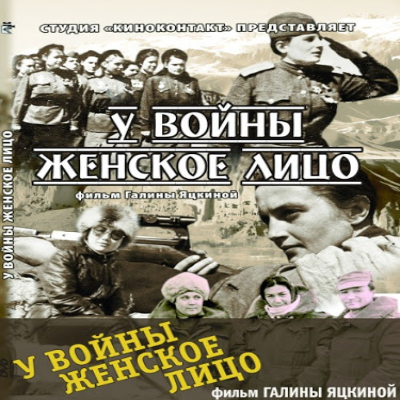 СТУДИЯ «КИНОКОНТАКТ» ПРЕДСТАВЛЯЕТ
У ВОЙНЫ
ЖЕНСКОЕ ЛИЦО
фильм Галины Яцкиной
У ВОЙНЫ ЖЕНСКОЕ ЛИЦО
У ВОЙНЫ
ЖЕНСКОЕ
ЛИЦО
фильм ГАЛИНЫ ЯЦКИНОЙ